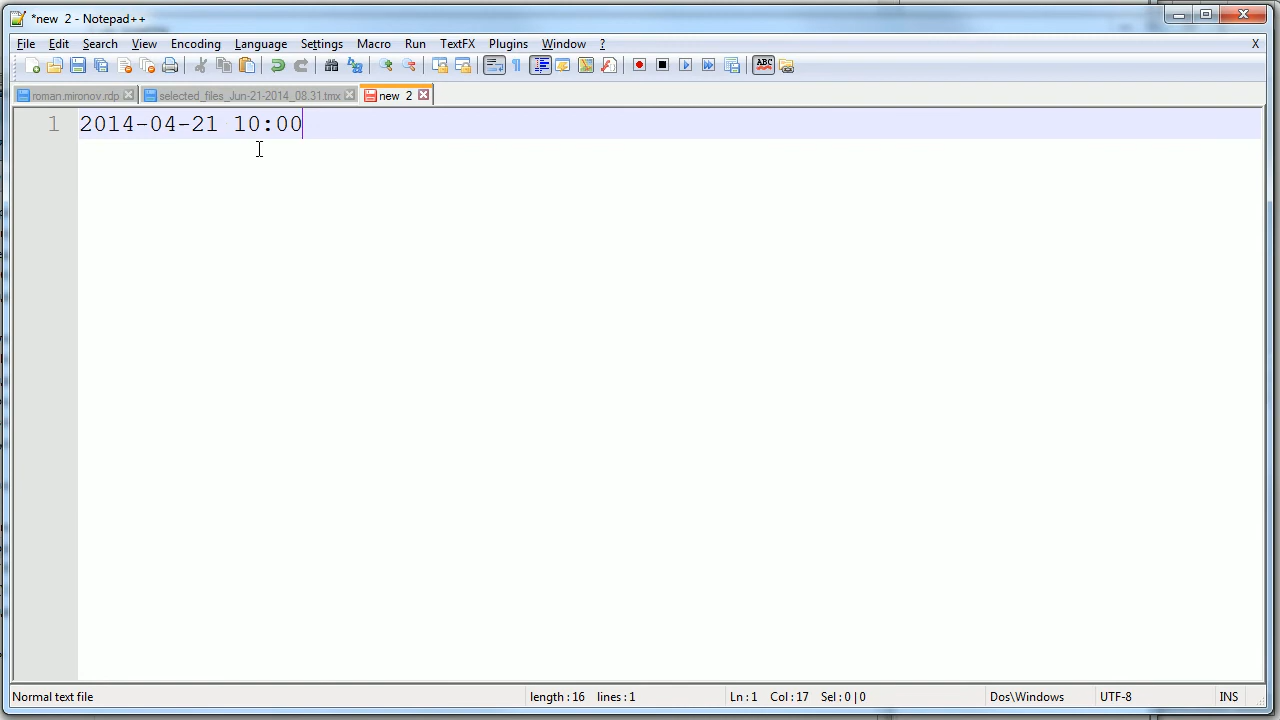 *new  2 - Notepad++
File Edit Search View Encoding Language Settings Macro Run TextFX Plugins Window ? X
ABC
roman.mironov.rdp selected_files_Jun-21-2014_08.31.tmx new  2
1 2014-04-21 10:00
Normal text file length : 16 lines : 1 Ln : 1 Col : 17 Sel : 0 | 0 Dos\Windows UTF-8 INS